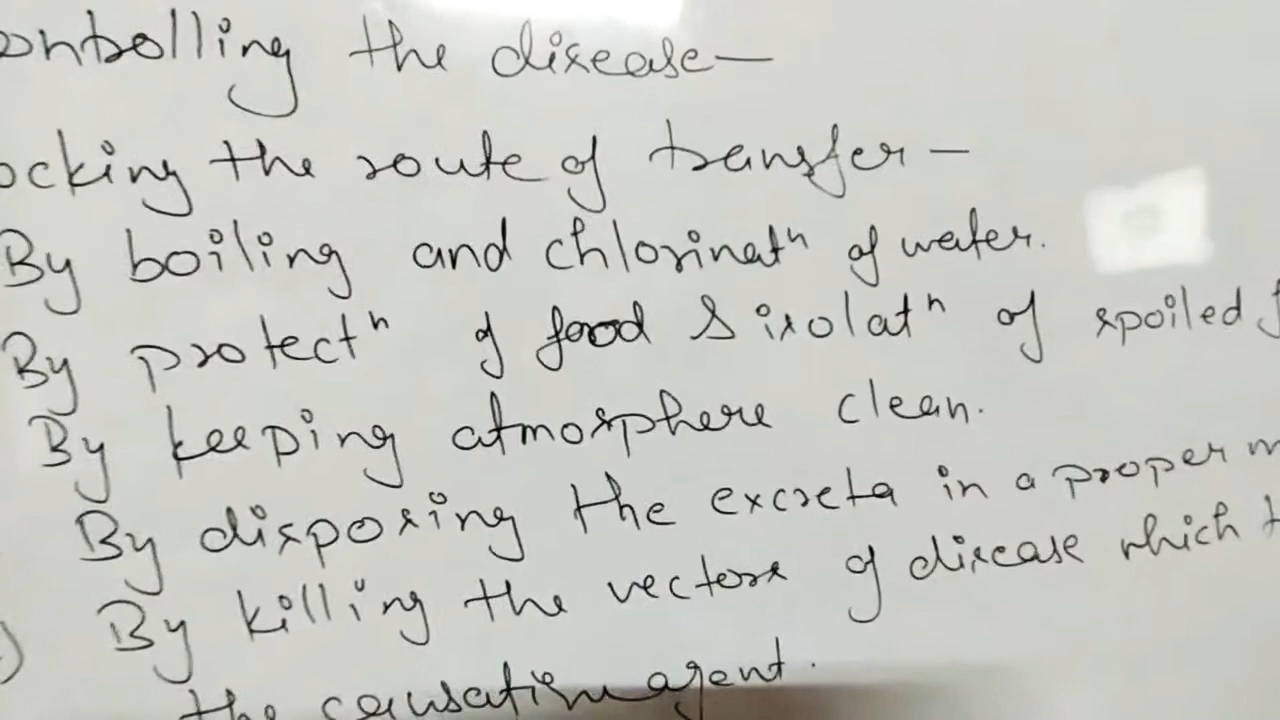 ontrolling the disease—
ocking the route of transfer —
By boiling and chlorinatⁿ of water.
By protectⁿ of food & isolatⁿ of spoiled f
By keeping atmosphere clean.
By disposing the excreta in a proper m
) By killing the vectors of disease which t
the causation agent.